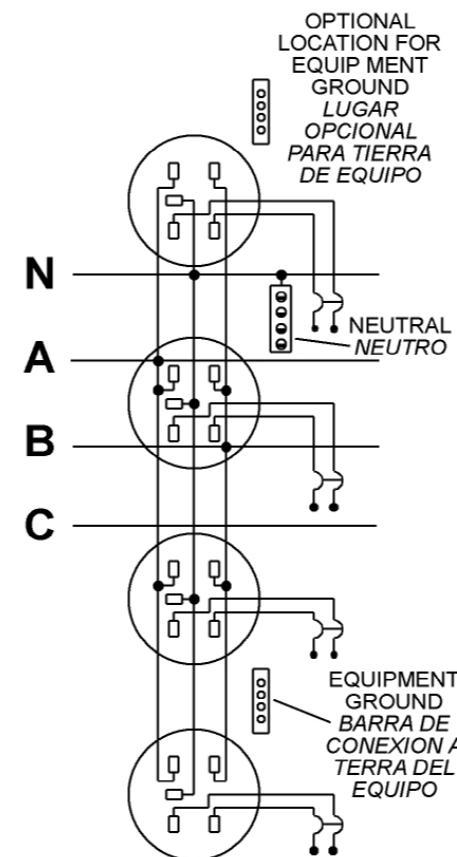 OPTIONAL
LOCATION FOR
EQUIP MENT
GROUND
LUGAR
OPCIONAL
PARA TIERRA
DE EQUIPO
N
NEUTRAL
NEUTRO
A
B
C
EQUIPMENT
GROUND
BARRA DE
CONEXION A
TERRA DEL
EQUIPO